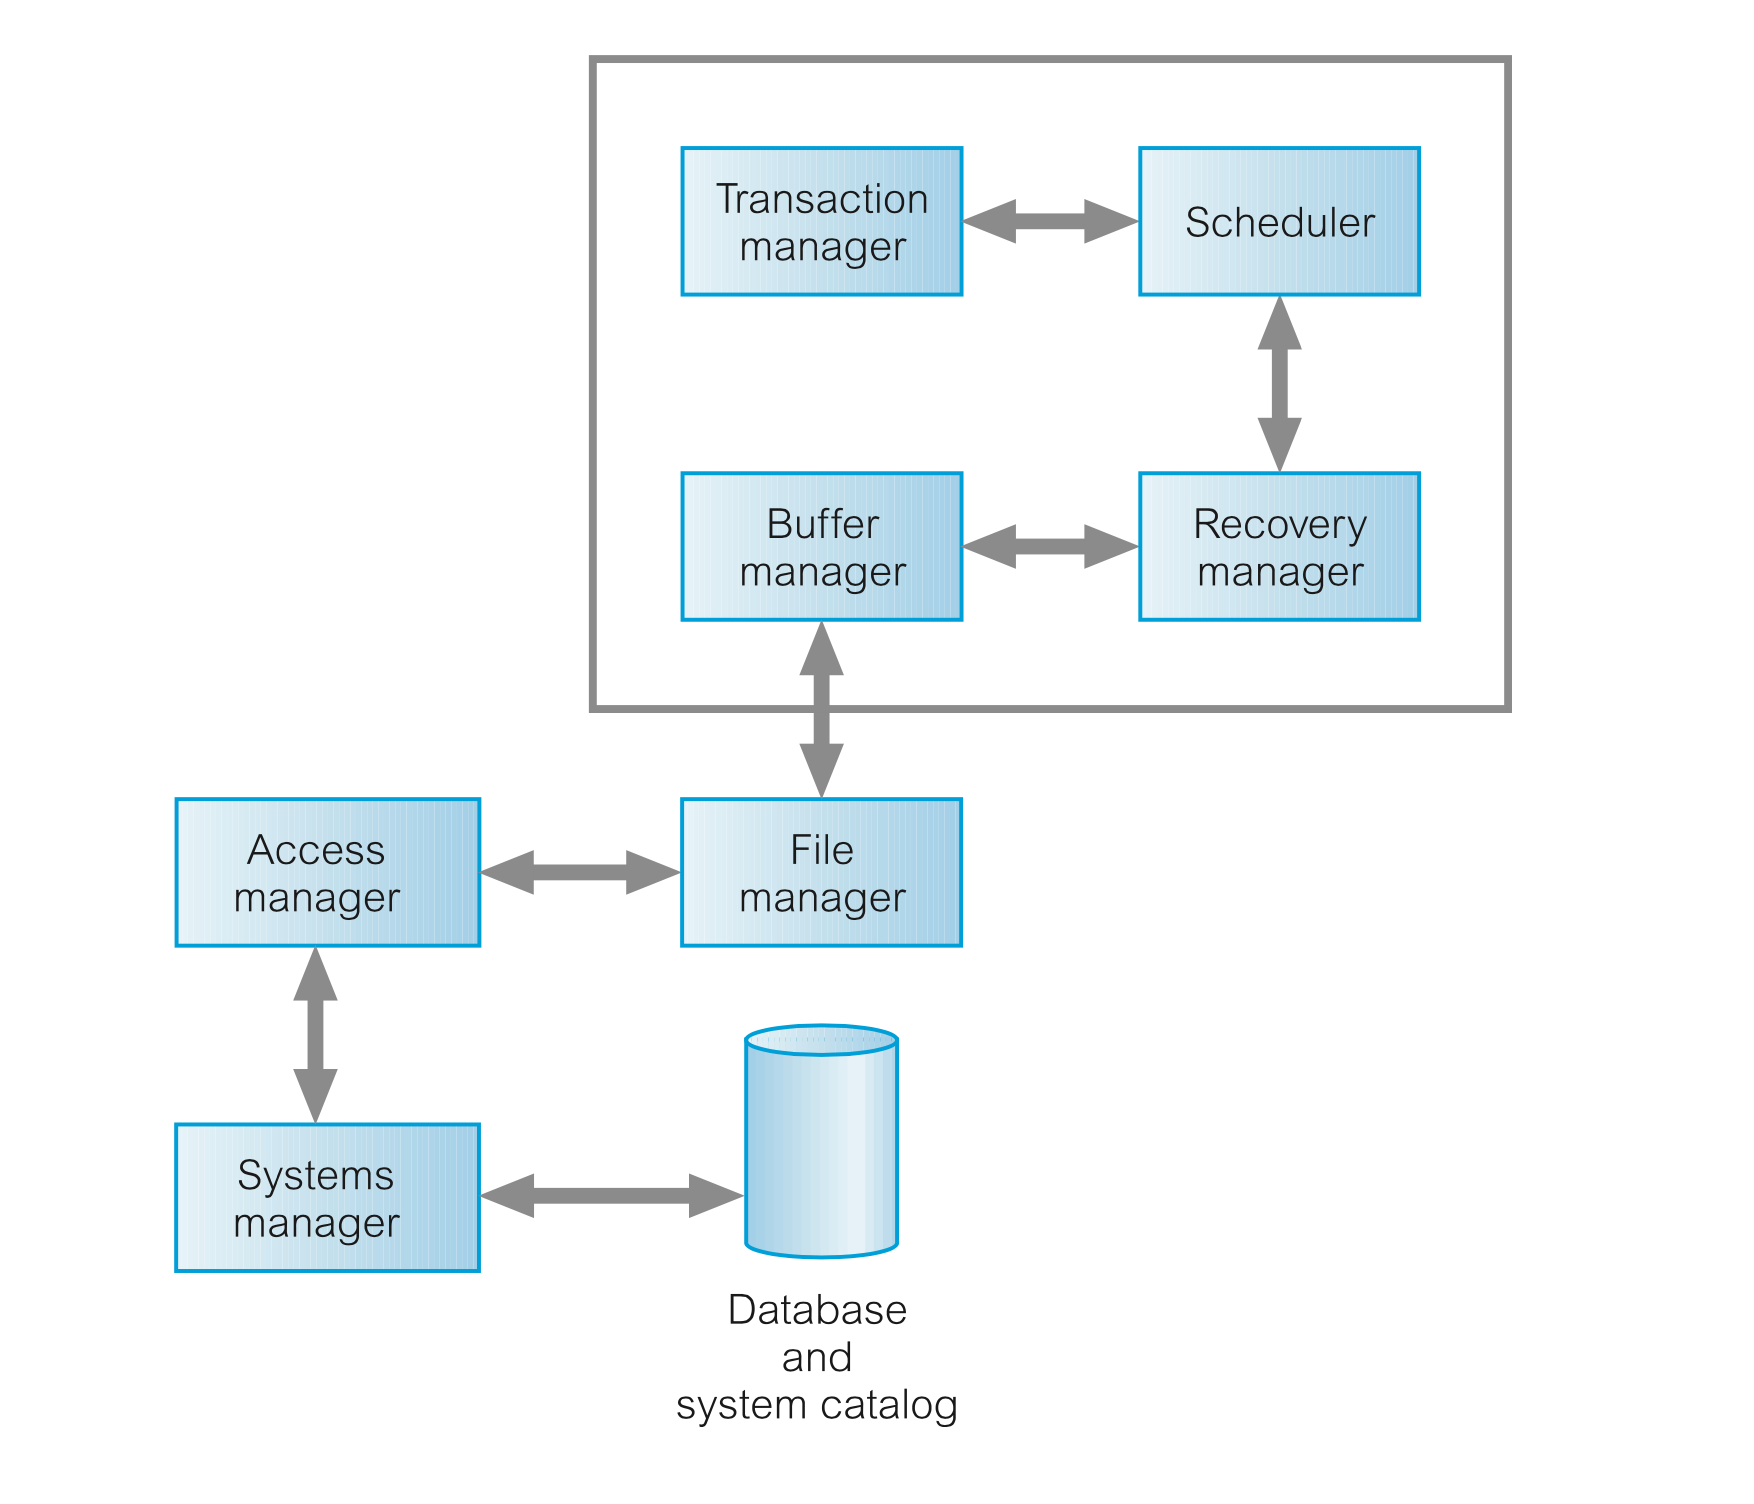 Transaction
manager
Scheduler
Buffer
manager
Recovery
manager
Access
manager
File
manager
Systems
manager
Database
and
system catalog